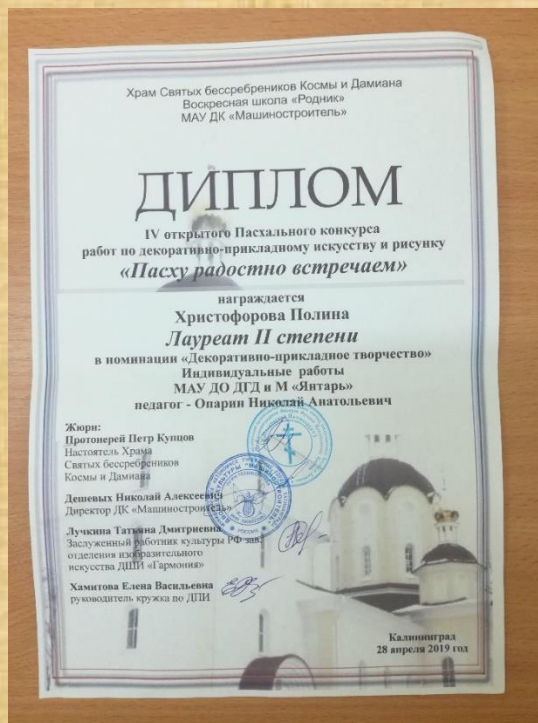 Храм Святых бессребреников Космы и Дамиана
Воскресная школа «Родник»
МАУ ДК «Машиностроитель»
ДИПЛОМ
IV открытого Пасхального конкурса
работ по декоративно-прикладному искусству и рисунку
«Пасху радостно встречаем»
награждается
Христофорова Полина
Лауреат II степени
в номинации «Декоративно-прикладное творчество»
Индивидуальные работы
МАУ ДО ДГД и М «Янтарь»
педагог - Опарин Николай Анатольевич
Жюри:
Протоиерей Петр Кунцов
Настоятель Храма
Святых бессребреников
Космы и Дамиана
Дешевых Николай Алексеевич
Директор ДК «Машиностроитель»
Лучкина Татьяна Дмитриевна
Заслуженный работник культуры РФ зав.
отделения изобразительного
искусства ДШИ «Гармония»
Хамитова Елена Васильевна
руководитель кружка по ДПИ
Калининград
28 апреля 2019 год